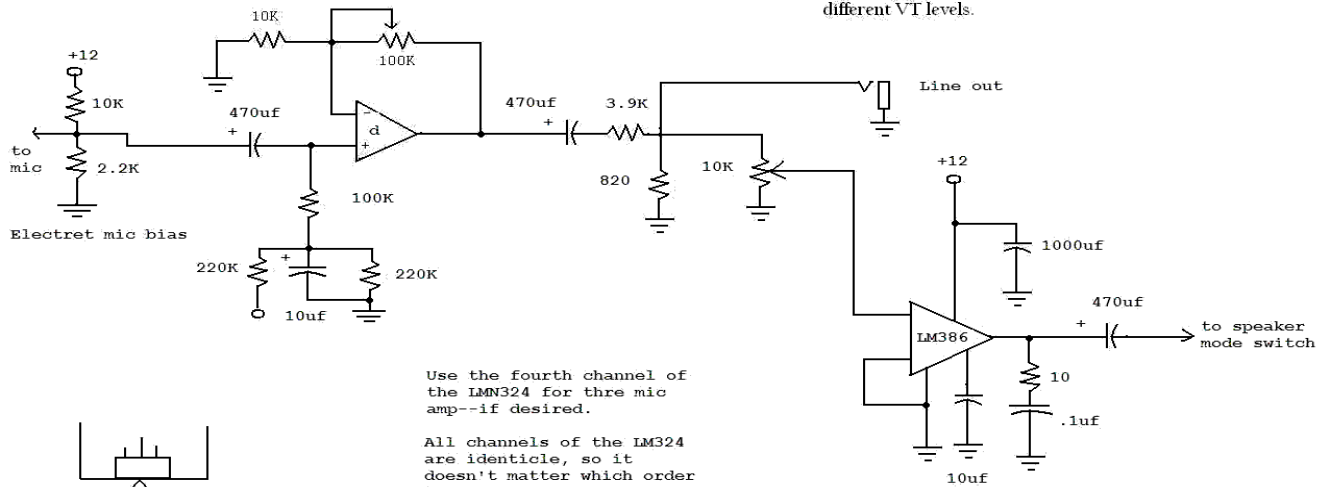 different VT levels.
10K
100K
+12
10K
470uf
-
d
+
+
to
mic
2.2K
Electret mic bias
100K
220K
+
220K
10uf
470uf
+
3.9K
820
10K
Line out
+12
1000uf
LM386
470uf
+
to speaker
mode switch
10
.1uf
10uf
Use the fourth channel of
the LMN324 for thre mic
amp--if desired.
All channels of the LM324
are identicle, so it
doesn't matter which order